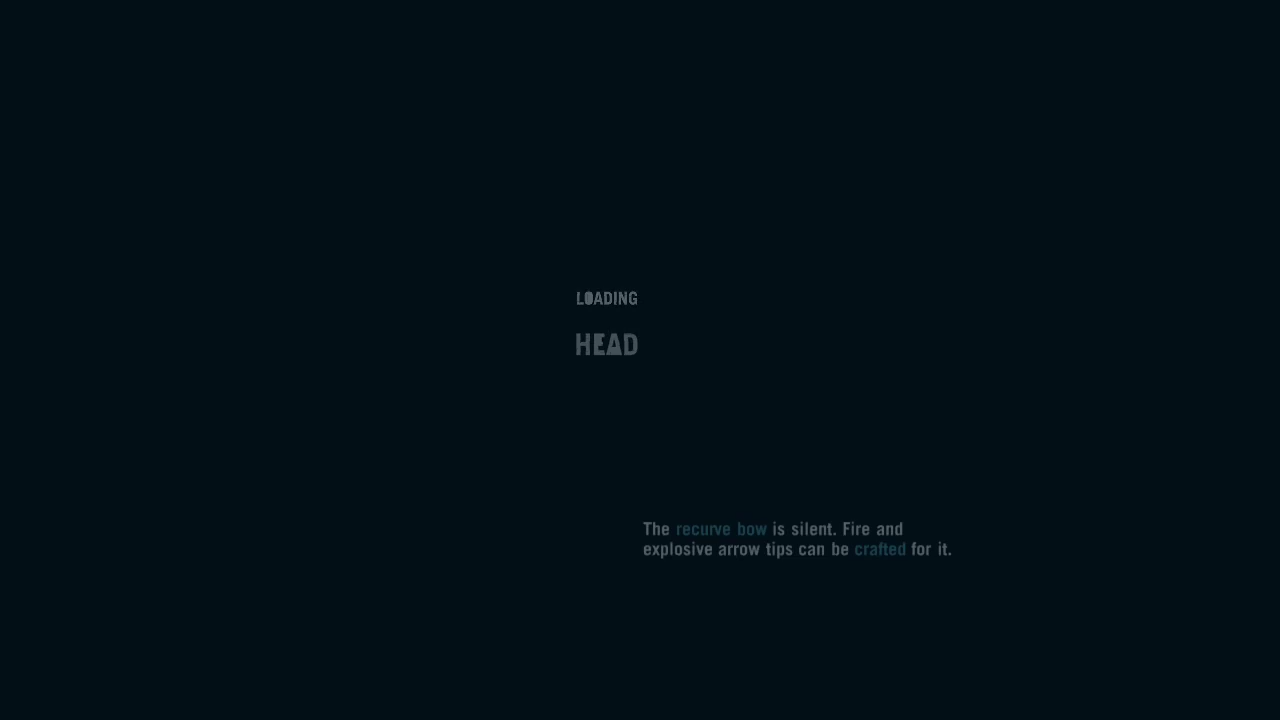 LOADING
HEAD
The recurve bow is silent. Fire and
explosive arrow tips can be crafted for it.